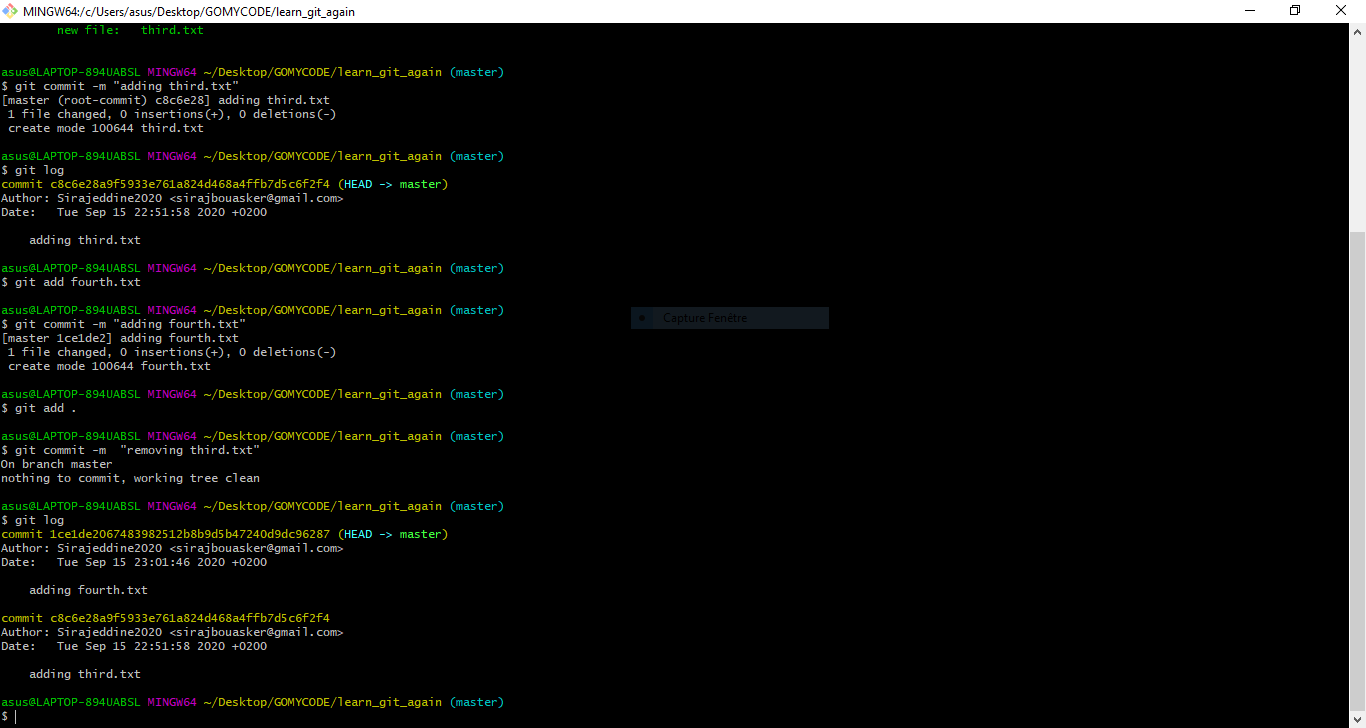 MINGW64:/c/Users/asus/Desktop/GOMYCODE/learn_git_again
new file:   third.txt
asus@LAPTOP-894UABSL MINGW64 ~/Desktop/GOMYCODE/learn_git_again (master)
$ git commit -m "adding third.txt"
[master (root-commit) c8c6e28] adding third.txt
 1 file changed, 0 insertions(+), 0 deletions(-)
 create mode 100644 third.txt
asus@LAPTOP-894UABSL MINGW64 ~/Desktop/GOMYCODE/learn_git_again (master)
$ git log
commit c8c6e28a9f5933e761a824d468a4ffb7d5c6f2f4 (HEAD -> master)
Author: Sirajeddine2020 <sirajbouasker@gmail.com>
Date:   Tue Sep 15 22:51:58 2020 +0200
    adding third.txt
asus@LAPTOP-894UABSL MINGW64 ~/Desktop/GOMYCODE/learn_git_again (master)
$ git add fourth.txt
asus@LAPTOP-894UABSL MINGW64 ~/Desktop/GOMYCODE/learn_git_again (master)
$ git commit -m "adding fourth.txt"
[master 1ce1de2] adding fourth.txt
 1 file changed, 0 insertions(+), 0 deletions(-)
 create mode 100644 fourth.txt
Capture Fenêtre
asus@LAPTOP-894UABSL MINGW64 ~/Desktop/GOMYCODE/learn_git_again (master)
$ git add .
asus@LAPTOP-894UABSL MINGW64 ~/Desktop/GOMYCODE/learn_git_again (master)
$ git commit -m  "removing third.txt"
On branch master
nothing to commit, working tree clean
asus@LAPTOP-894UABSL MINGW64 ~/Desktop/GOMYCODE/learn_git_again (master)
$ git log
commit 1ce1de2067483982512b8b9d5b47240d9dc96287 (HEAD -> master)
Author: Sirajeddine2020 <sirajbouasker@gmail.com>
Date:   Tue Sep 15 23:01:46 2020 +0200
    adding fourth.txt
commit c8c6e28a9f5933e761a824d468a4ffb7d5c6f2f4
Author: Sirajeddine2020 <sirajbouasker@gmail.com>
Date:   Tue Sep 15 22:51:58 2020 +0200
    adding third.txt
asus@LAPTOP-894UABSL MINGW64 ~/Desktop/GOMYCODE/learn_git_again (master)
$